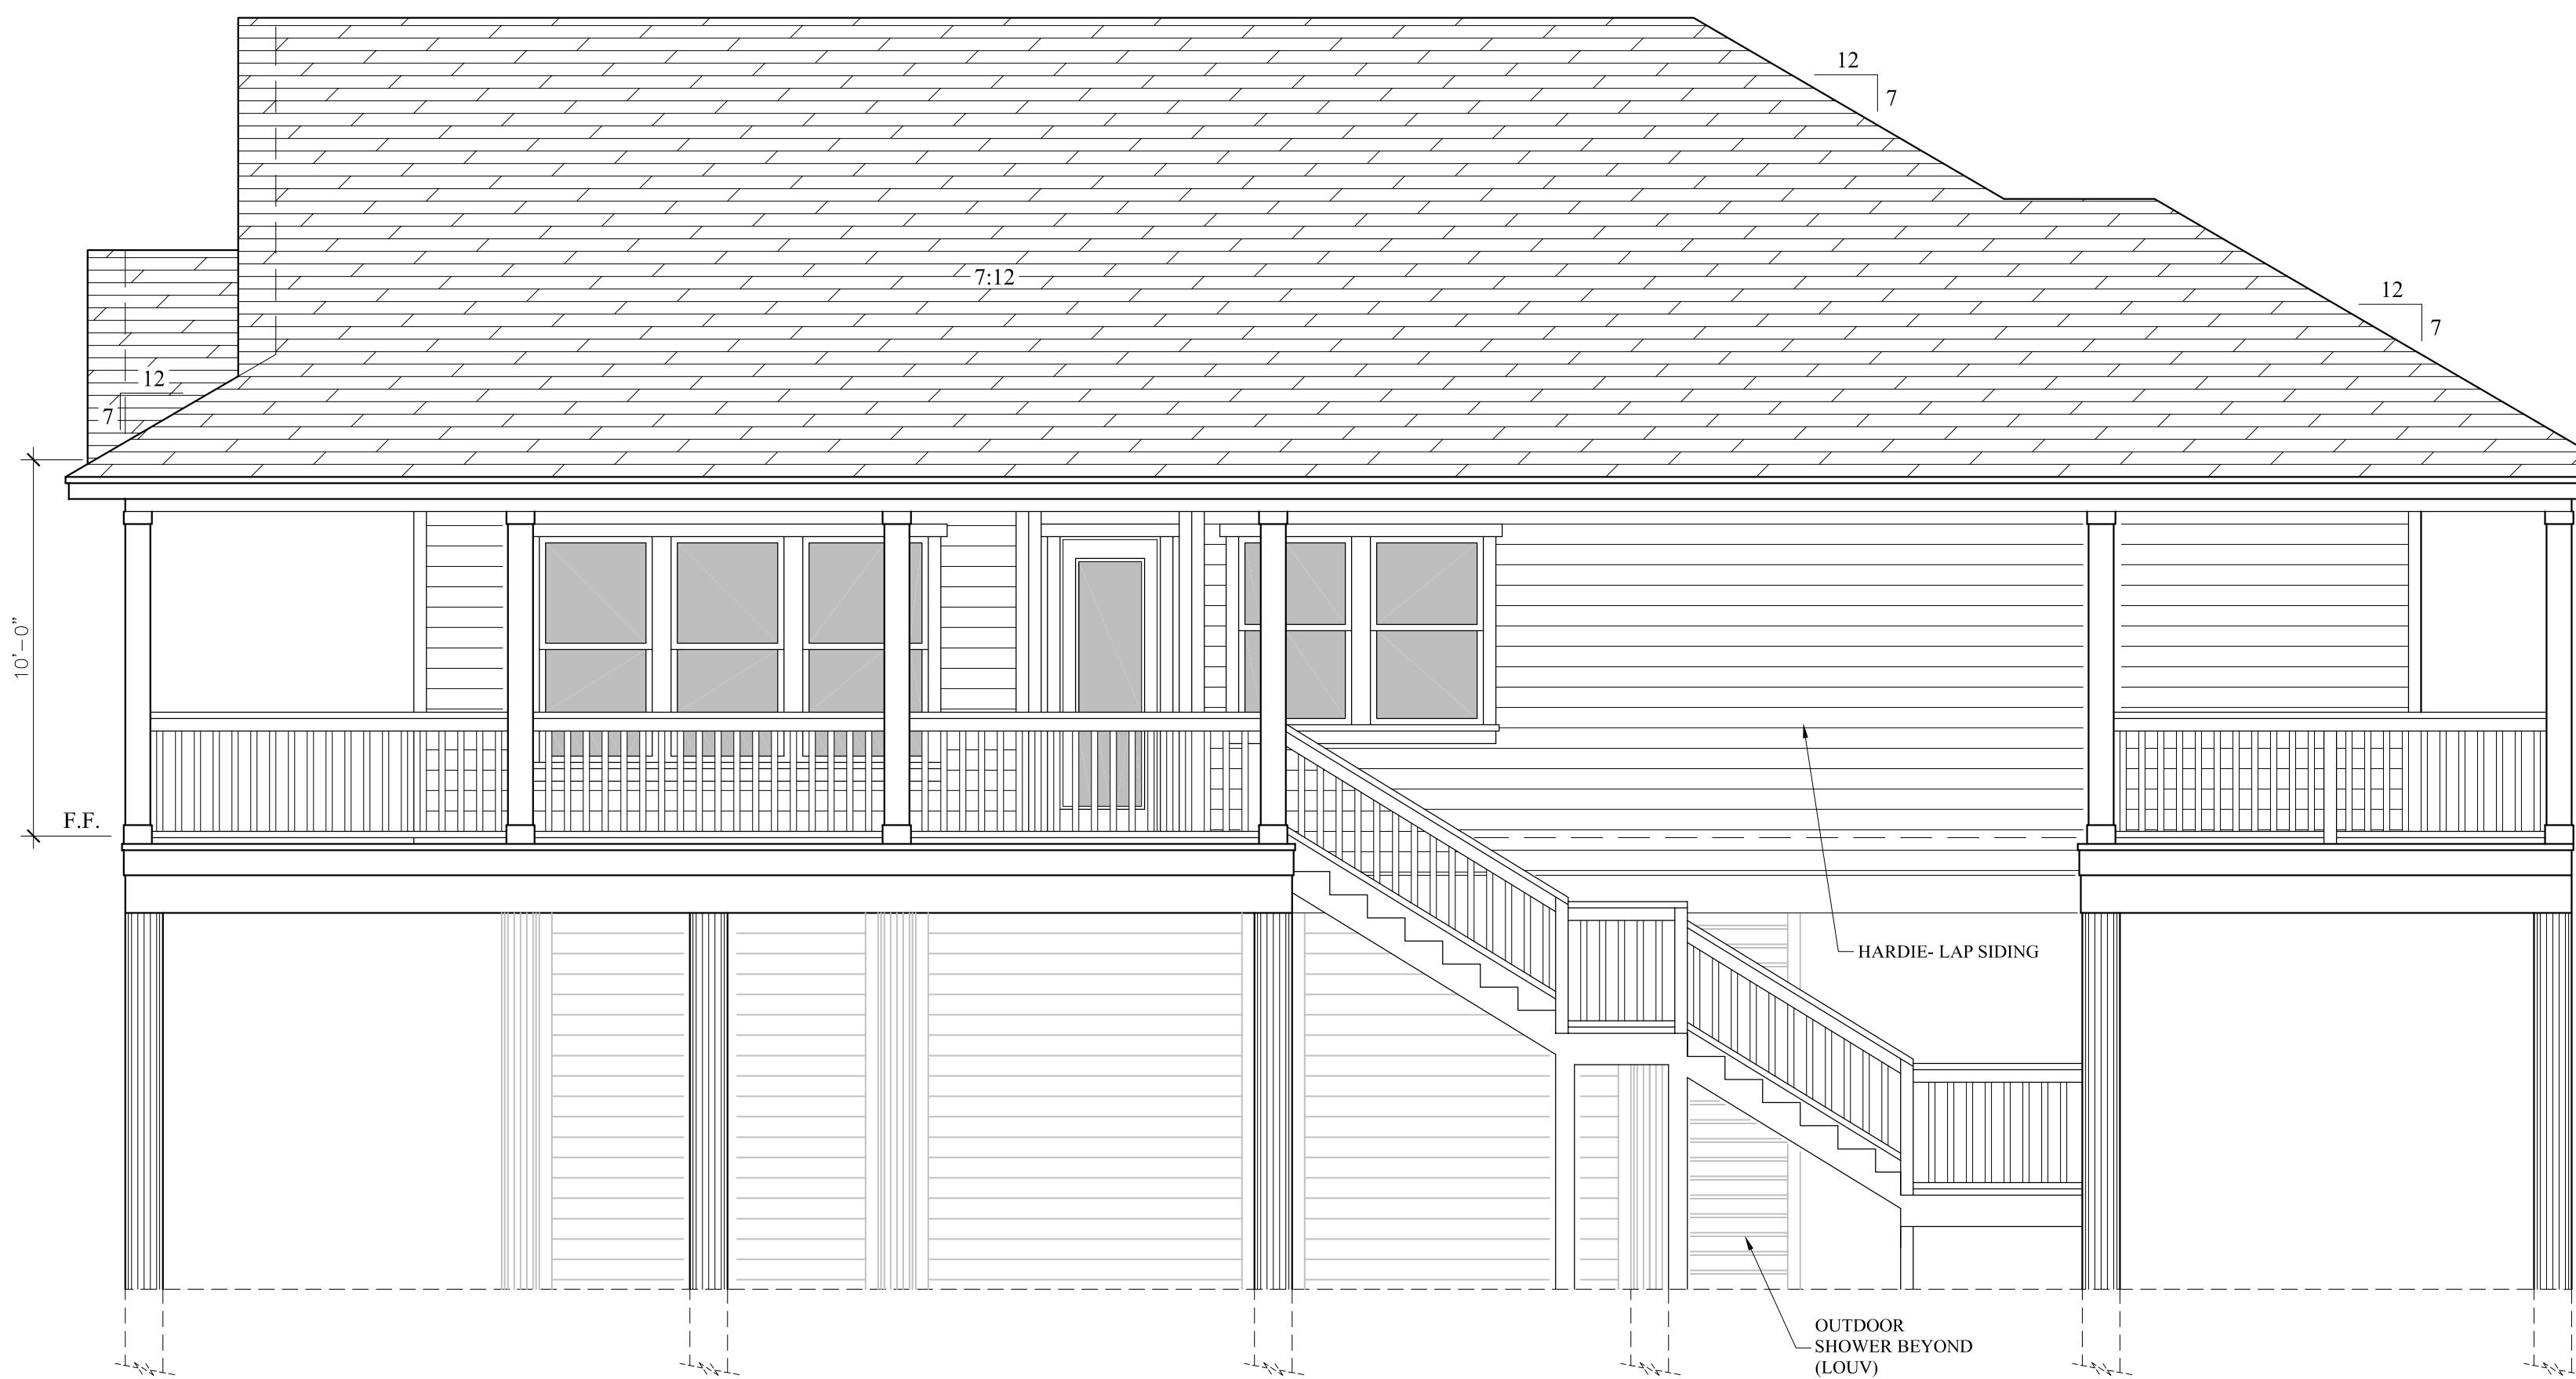 12
7
7:12
12
7
12
7
10'-0"
F.F.
HARDIE- LAP SIDING
OUTDOOR
SHOWER BEYOND
(LOUV)